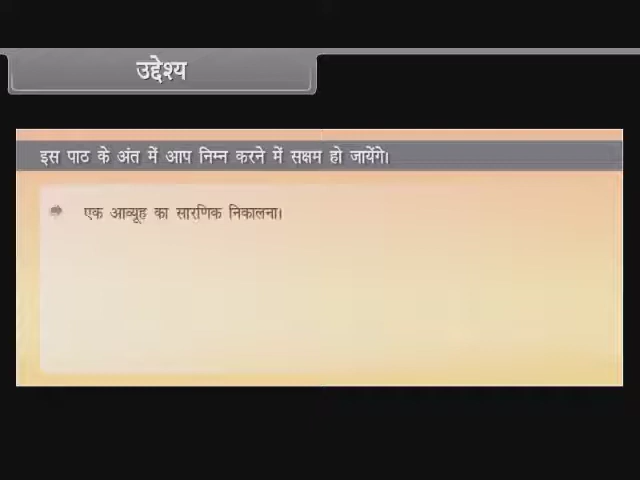 उद्देश्य
इस पाठ के अंत में आप निम्न करने में सक्षम हो जायेंगे।
एक आव्यूह का सारणिक निकालना।